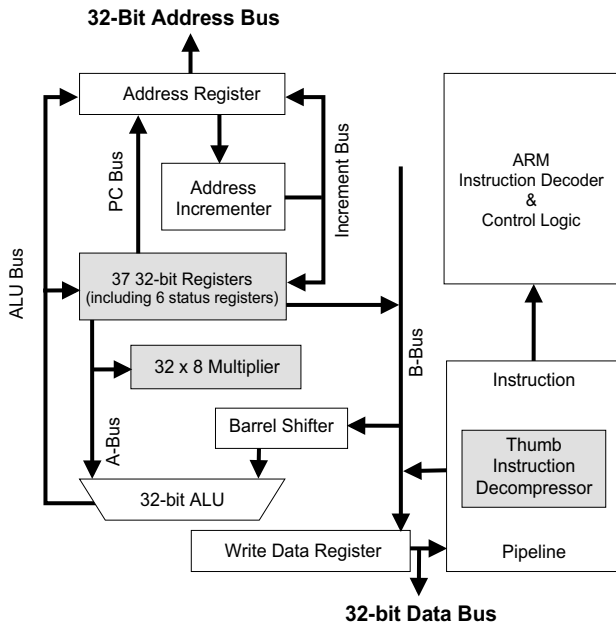 32-Bit Address Bus
Address Register
ALU Bus
PC Bus
Increment Bus
Address
Incrementer
ARM
Instruction Decoder
&
Control Logic
37 32-bit Registers
(including 6 status registers)
B-Bus
32 x 8 Multiplier
A-Bus
Barrel Shifter
32-bit ALU
Instruction
Thumb
Instruction
Decompressor
Pipeline
Write Data Register
32-bit Data Bus